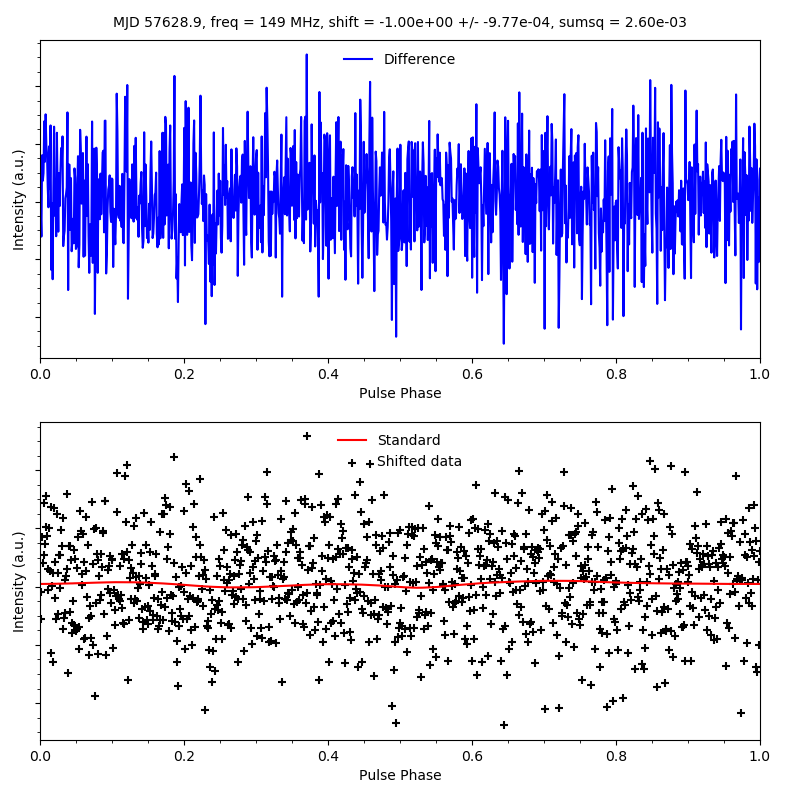 MJD 57628.9, freq = 149 MHz, shift = -1.00e+00 +/- -9.77e-04, sumsq = 2.60e-03
Difference
Intensity (a.u.)
0.0 0.2 0.4 0.6 0.8 1.0
Pulse Phase
Standard
Shifted data
Intensity (a.u.)
0.0 0.2 0.4 0.6 0.8 1.0
Pulse Phase